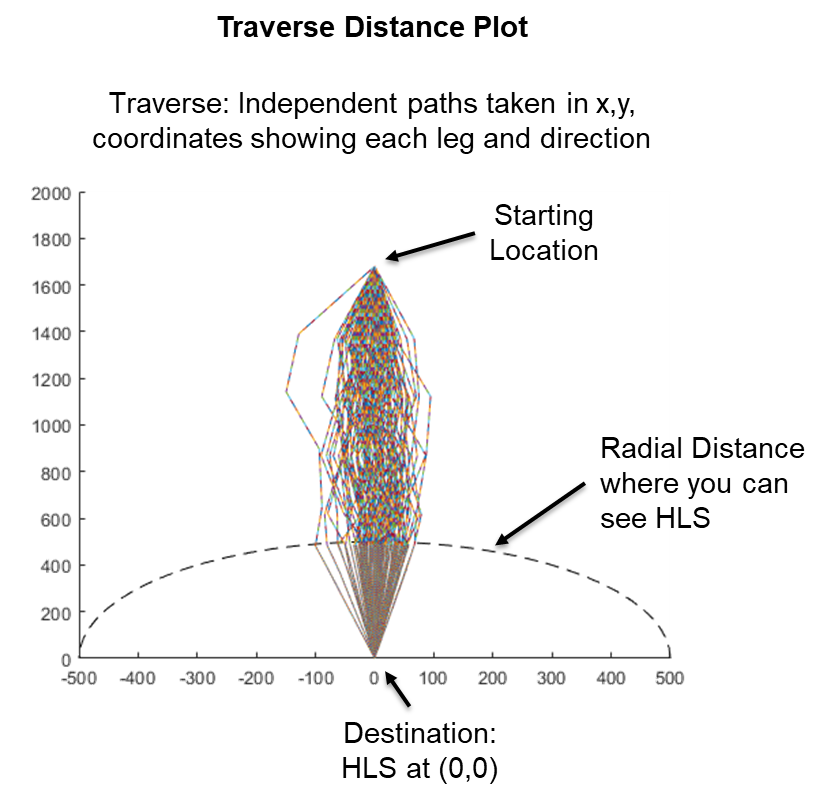 Traverse Distance Plot
Traverse: Independent paths taken in x,y,
coordinates showing each leg and direction
2000
1800
1600
1400
1200
1000
800
600
400
200
0
-500 -400 -300 -200 -100 0 100 200 300 400 500
Starting
Location
Radial Distance
where you can
see HLS
Destination:
HLS at (0,0)